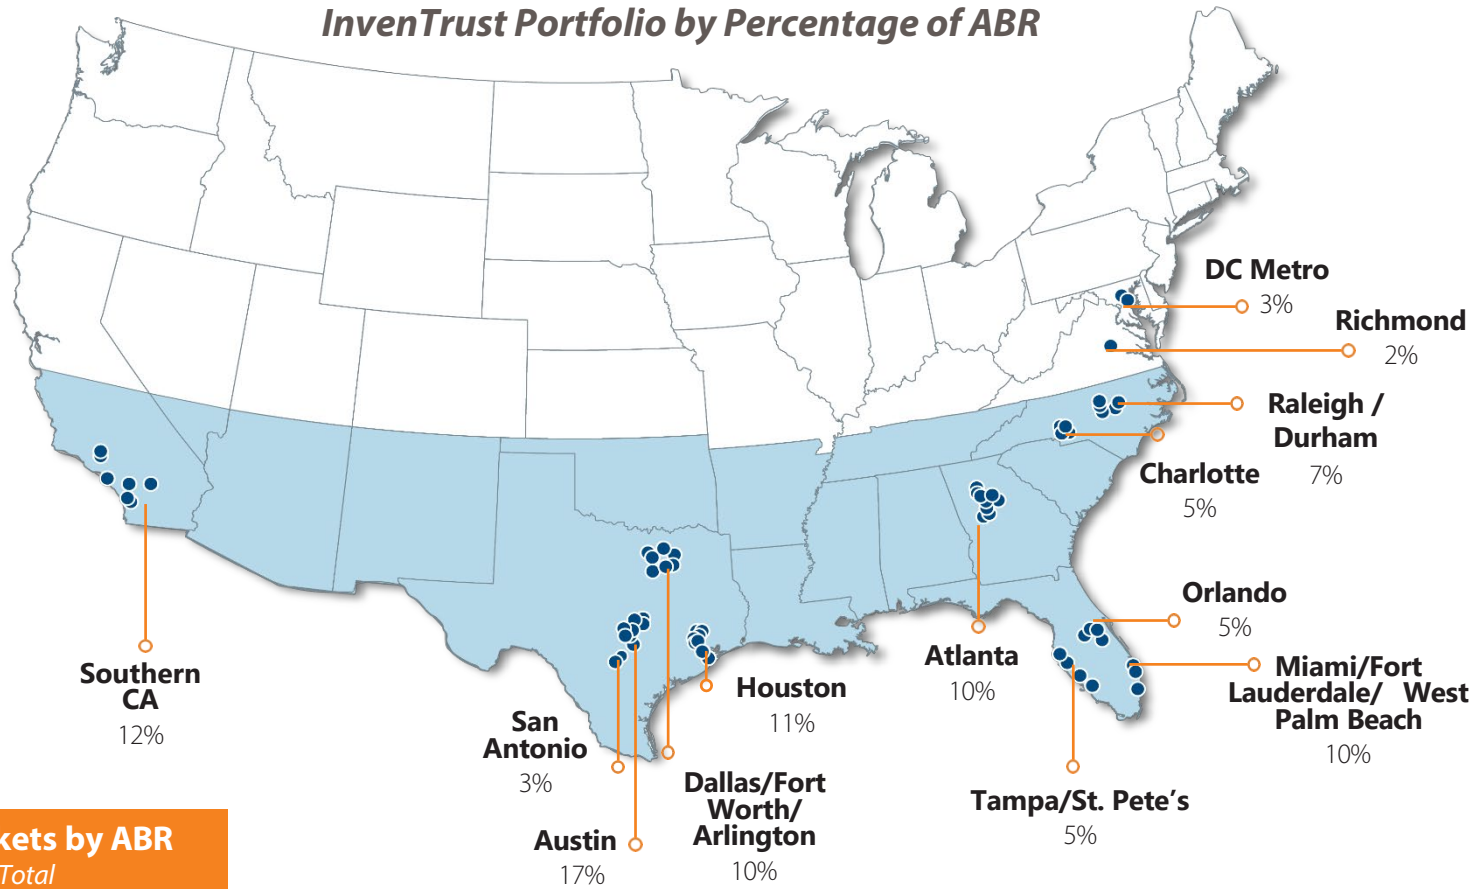 InvenTrust Portfolio by Percentage of ABR
DC Metro
3%
Richmond
2%
Raleigh /
Durham
7%
Charlotte
5%
Orlando
5%
Atlanta
10%
Miami/Fort
Lauderdale/ West
Palm Beach
10%
Southern
CA
12%
Houston
11%
San
Antonio
3%
Dallas/Fort
Worth/
Arlington
10%
Tampa/St. Pete's
5%
Austin
17%
kets by ABR
Total